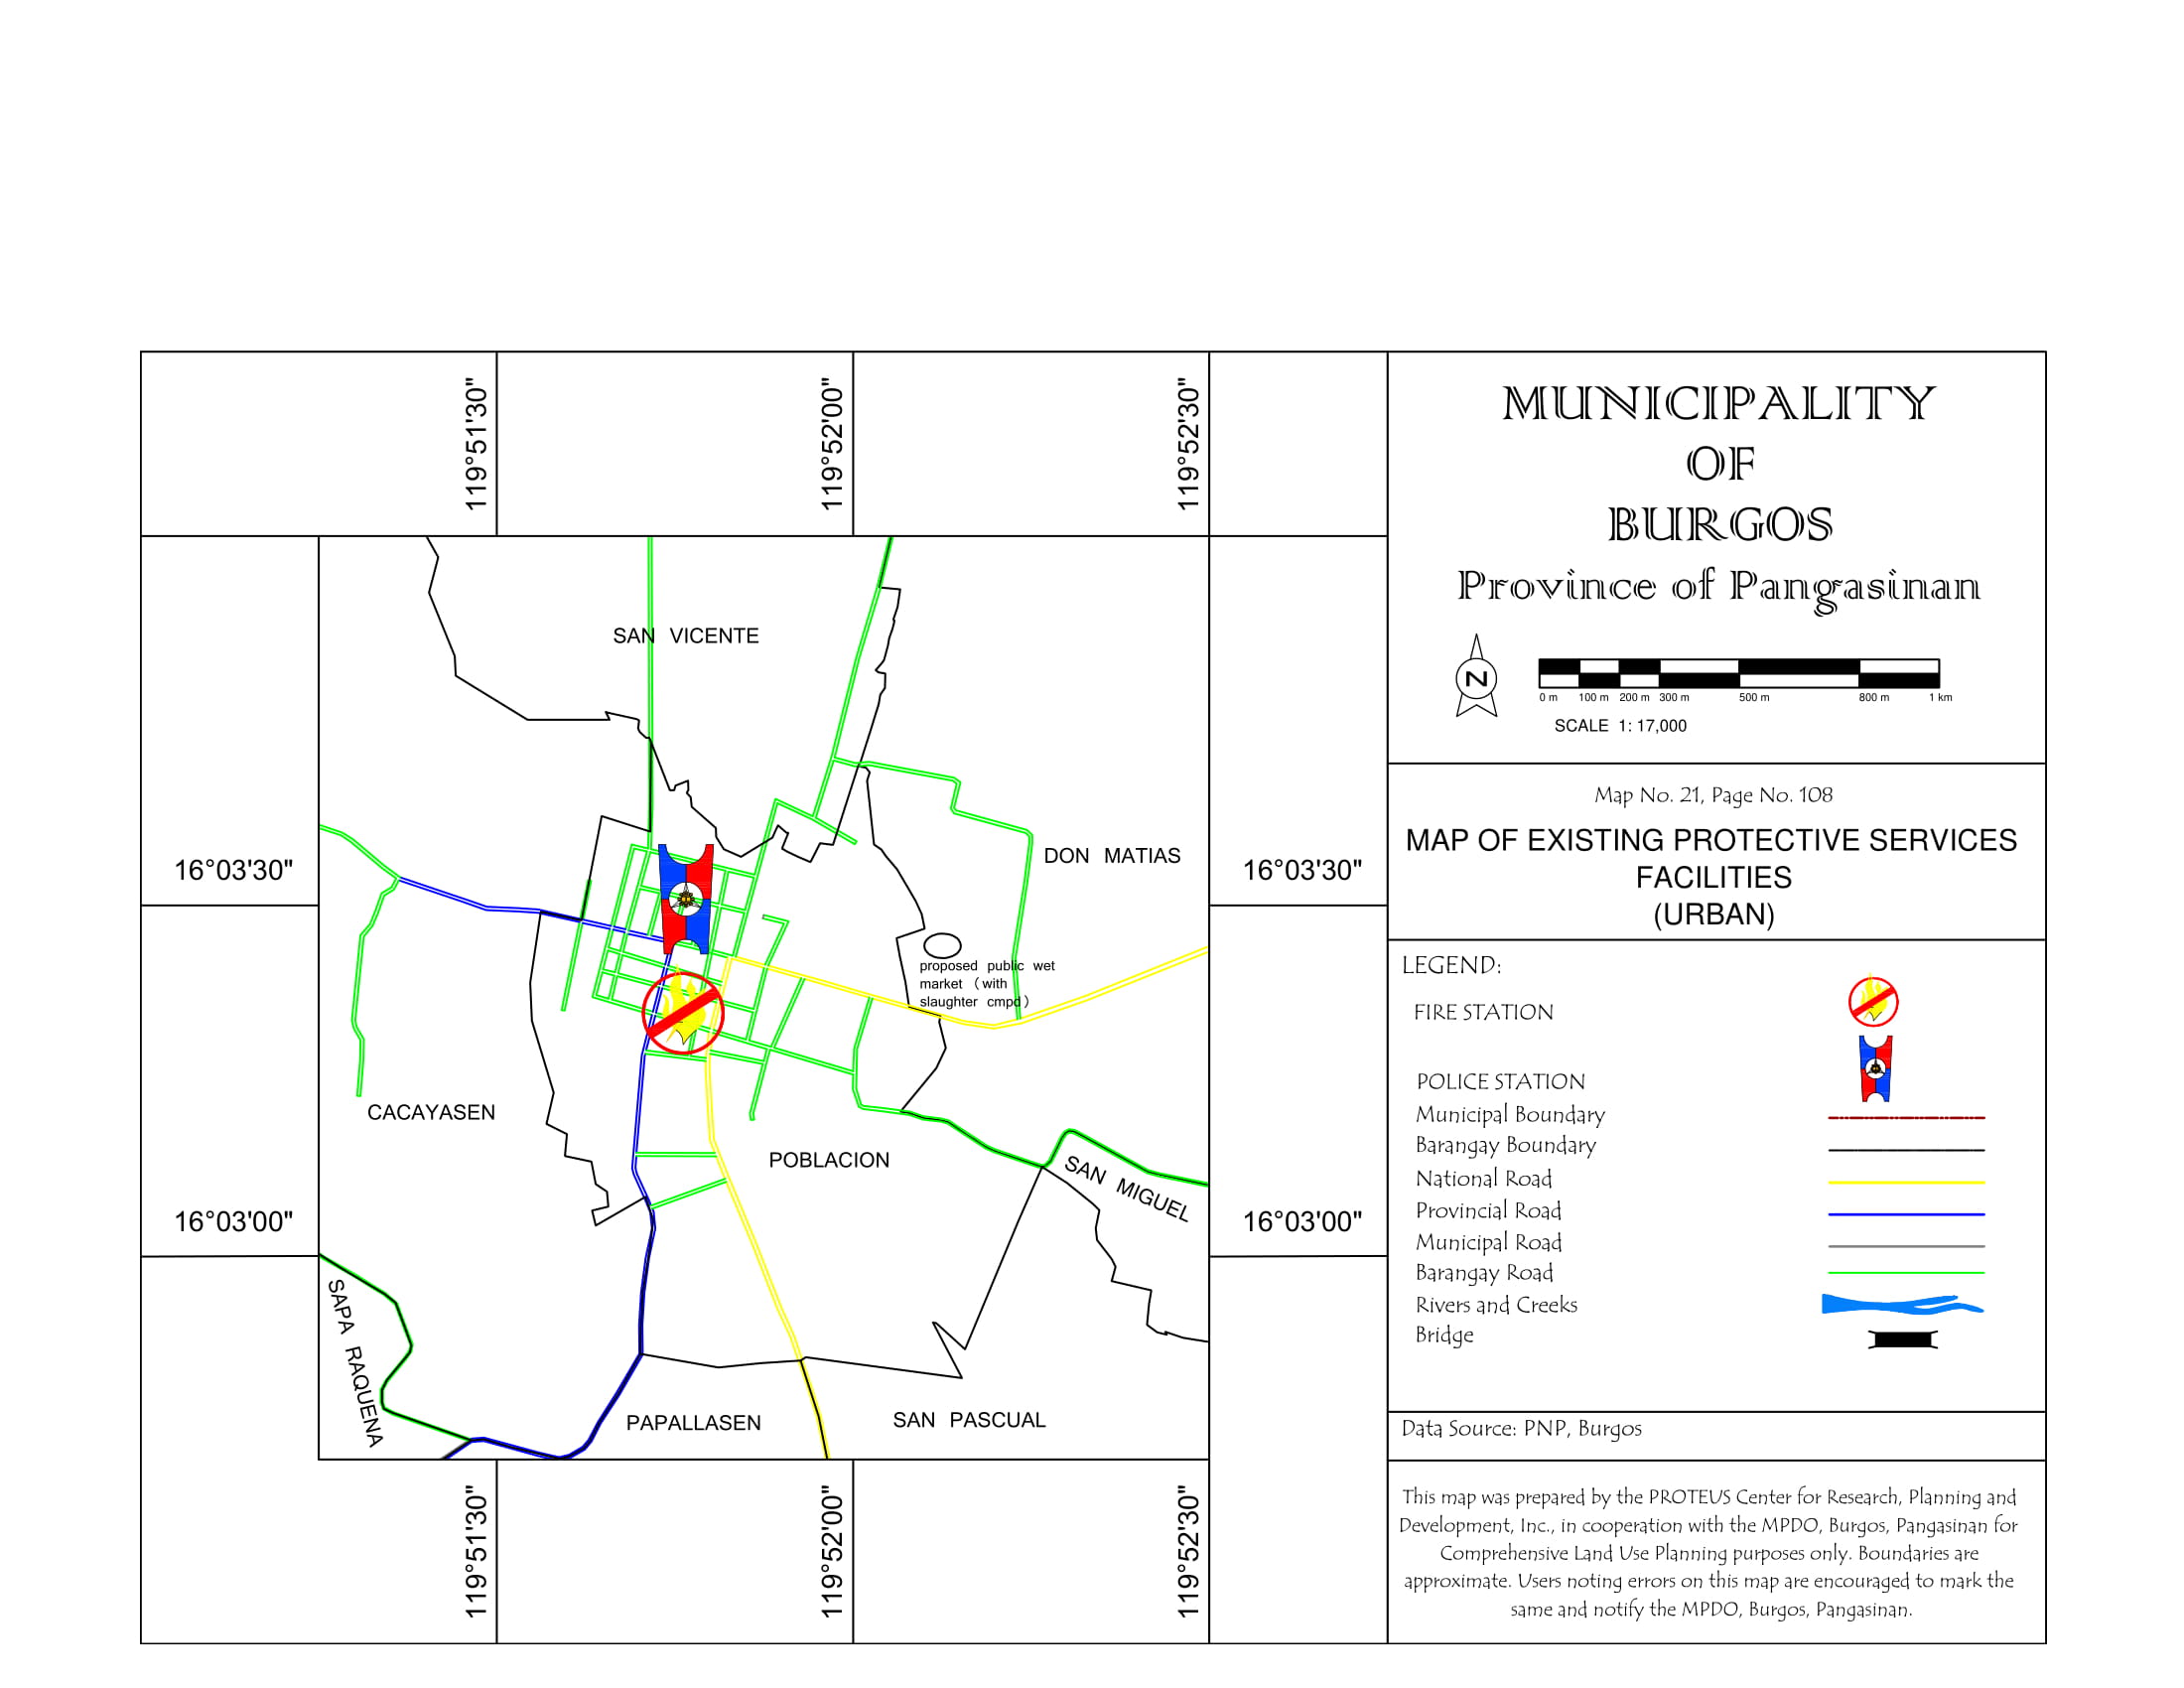 119°51'30"
119°52'00"
119°52'30"
16°03'30"
16°03'00"
16°03'30"
16°03'00"
119°51'30"
119°52'00"
119°52'30"
SAN VICENTE
DON MATIAS
proposed public wet
market (with
slaughter cmpd)
CACAYASEN
POBLACION
SAN MIGUEL
SAPA RAQUENA
PAPALLASEN
SAN PASCUAL
MUNICIPALITY
OF
BURGOS
Province of Pangasinan
N
0 m 100 m 200 m 300 m 500 m 800 m 1 km
SCALE 1: 17,000
Map No. 21, Page No. 108
MAP OF EXISTING PROTECTIVE SERVICES
FACILITIES
(URBAN)
LEGEND:
FIRE STATION
POLICE STATION
Municipal Boundary
Barangay Boundary
National Road
Provincial Road
Municipal Road
Barangay Road
Rivers and Creeks
Bridge
Data Source: PNP, Burgos
This map was prepared by the PROTEUS Center for Research, Planning and
Development, Inc., in cooperation with the MPDO, Burgos, Pangasinan for
Comprehensive Land Use Planning purposes only. Boundaries are
approximate. Users noting errors on this map are encouraged to mark the
same and notify the MPDO, Burgos, Pangasinan.